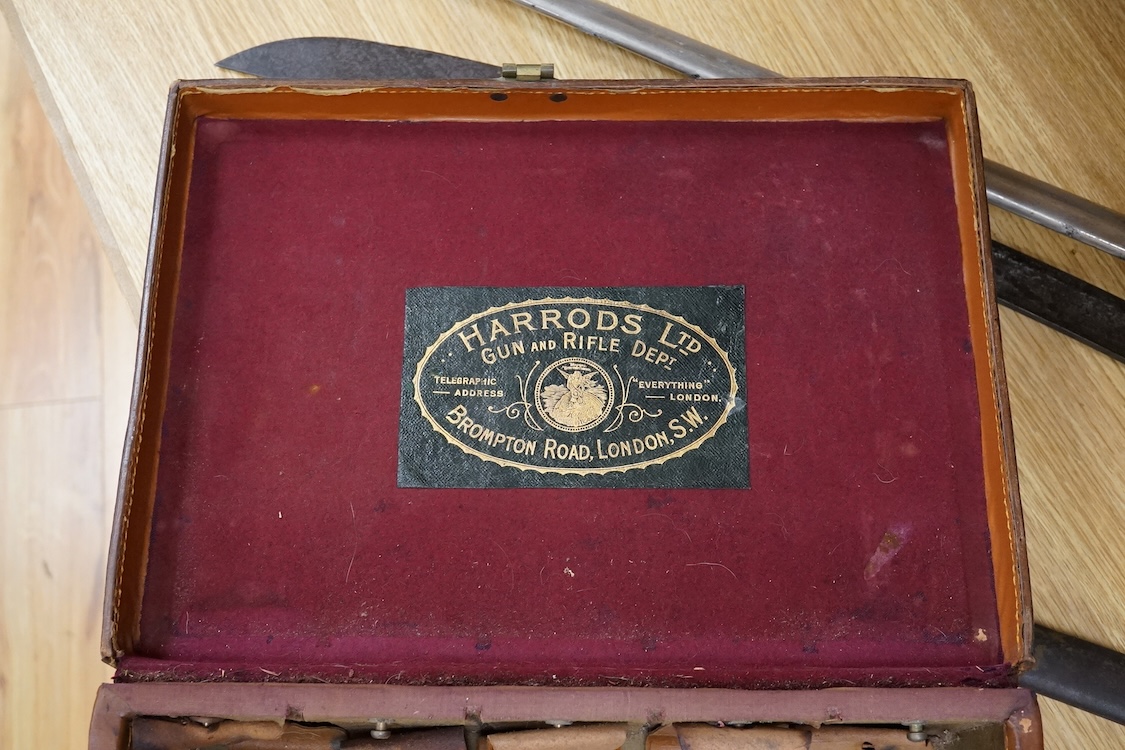 HARRODS LTD
GUN AND RIFLE DEPT
TELEGRAPHIC
ADDRESS
"EVERYTHING"
LONDON.
BROMPTON ROAD, LONDON, S.W.